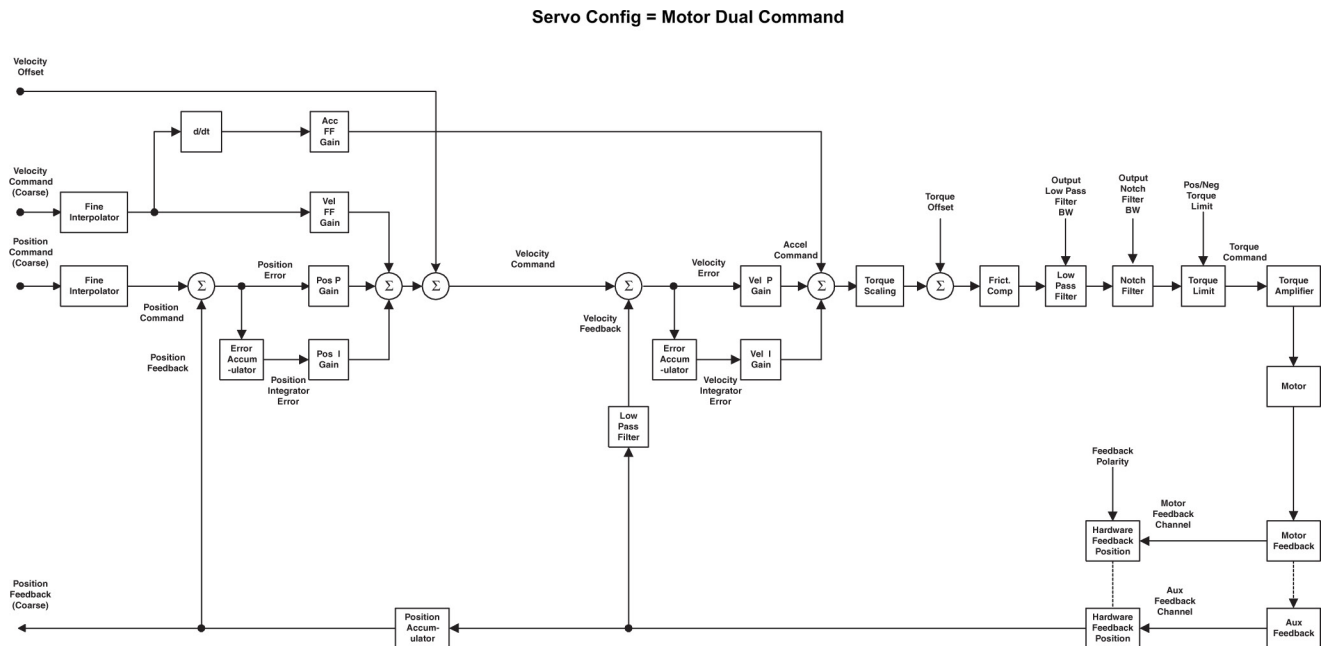 Servo Config = Motor Dual Command
Velocity
Offset
d/dt
Acc
FF
Gain
Velocity
Command
(Coarse)
Fine
Interpolator
Vel
FF
Gain
Torque
Offset
Output
Low Pass
Filter
BW
Output
Notch
Filter
BW
Pos/Neg
Torque
Limit
Position
Command
(Coarse)
Fine
Interpolator
Σ
Position
Command
Position
Error
Pos P
Gain
Σ
Σ
Velocity
Command
Σ
Velocity
Error
Vel P
Gain
Accel
Command
Σ
Torque
Scaling
Σ
Frict.
Comp
Low
Pass
Filter
Notch
Filter
Torque
Limit
Torque
Command
Torque
Amplifier
Position
Feedback
Error
Accum
-ulator
Position
Integrator
Error
Pos I
Gain
Velocity
Feedback
Error
Accum
-ulator
Velocity
Integrator
Error
Vel I
Gain
Motor
Low
Pass
Filter
Feedback
Polarity
Hardware
Feedback
Position
Motor
Feedback
Channel
Motor
Feedback
Position
Feedback
(Coarse)
Position
Accum-
ulator
Hardware
Feedback
Position
Aux
Feedback
Channel
Aux
Feedback